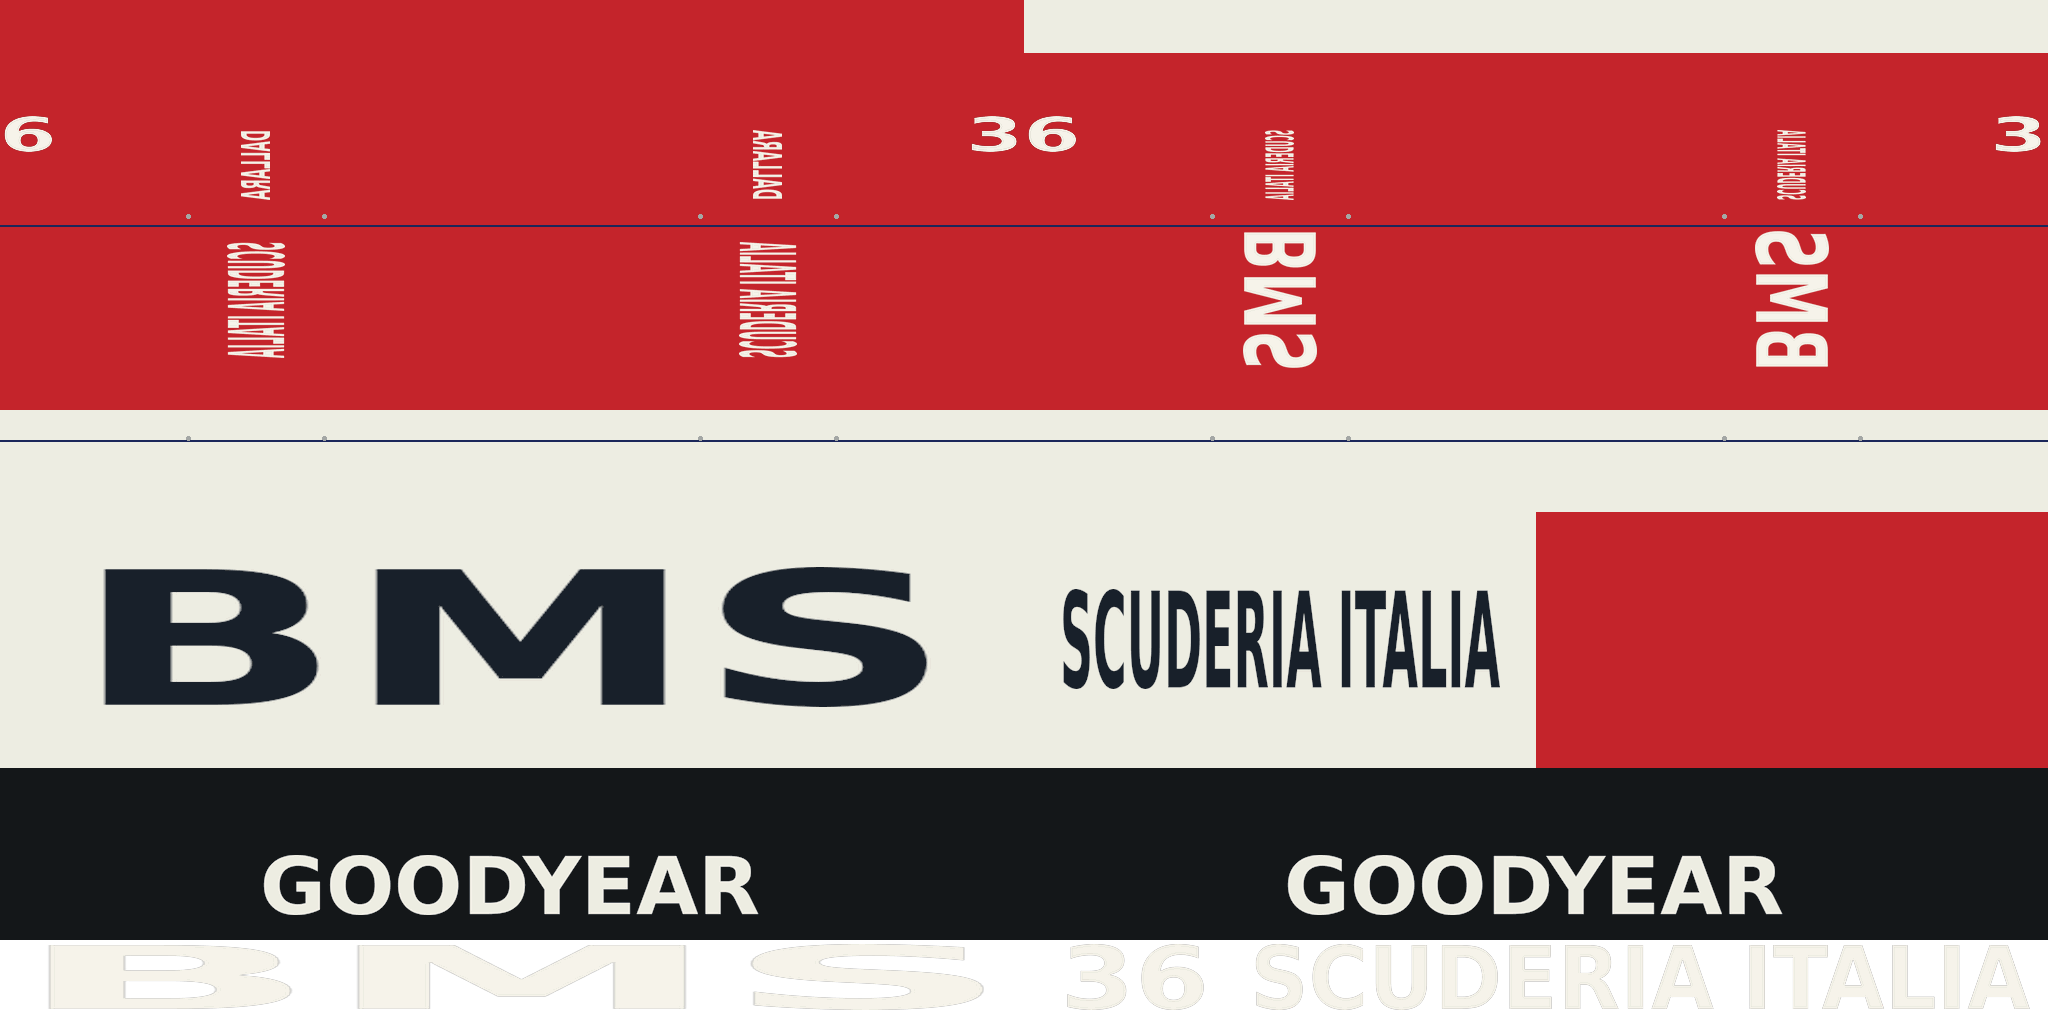 6 36 3
DALLARA DALLARA SCUDERIA ITALIA SCUDERIA ITALIA
SCUDERIA ITALIA SCUDERIA ITALIA BMS BMS
BMS SCUDERIA ITALIA
GOODYEAR GOODYEAR
BMS 36 SCUDERIA ITALIA